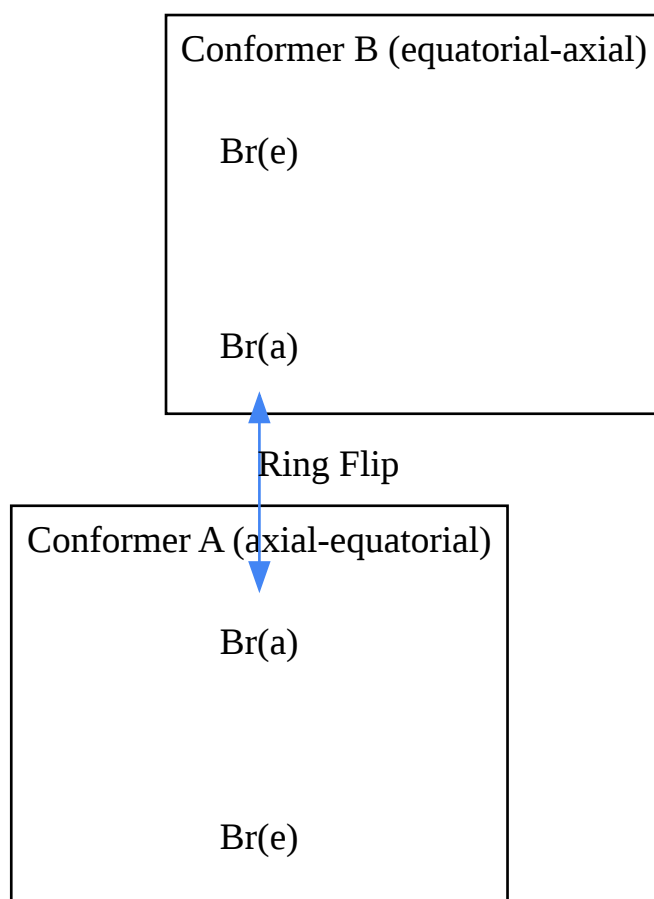 Conformer B (equatorial-axial)
Br(e)
Br(a)
Ring Flip
Conformer A (axial-equatorial)
Br(a)
Br(e)